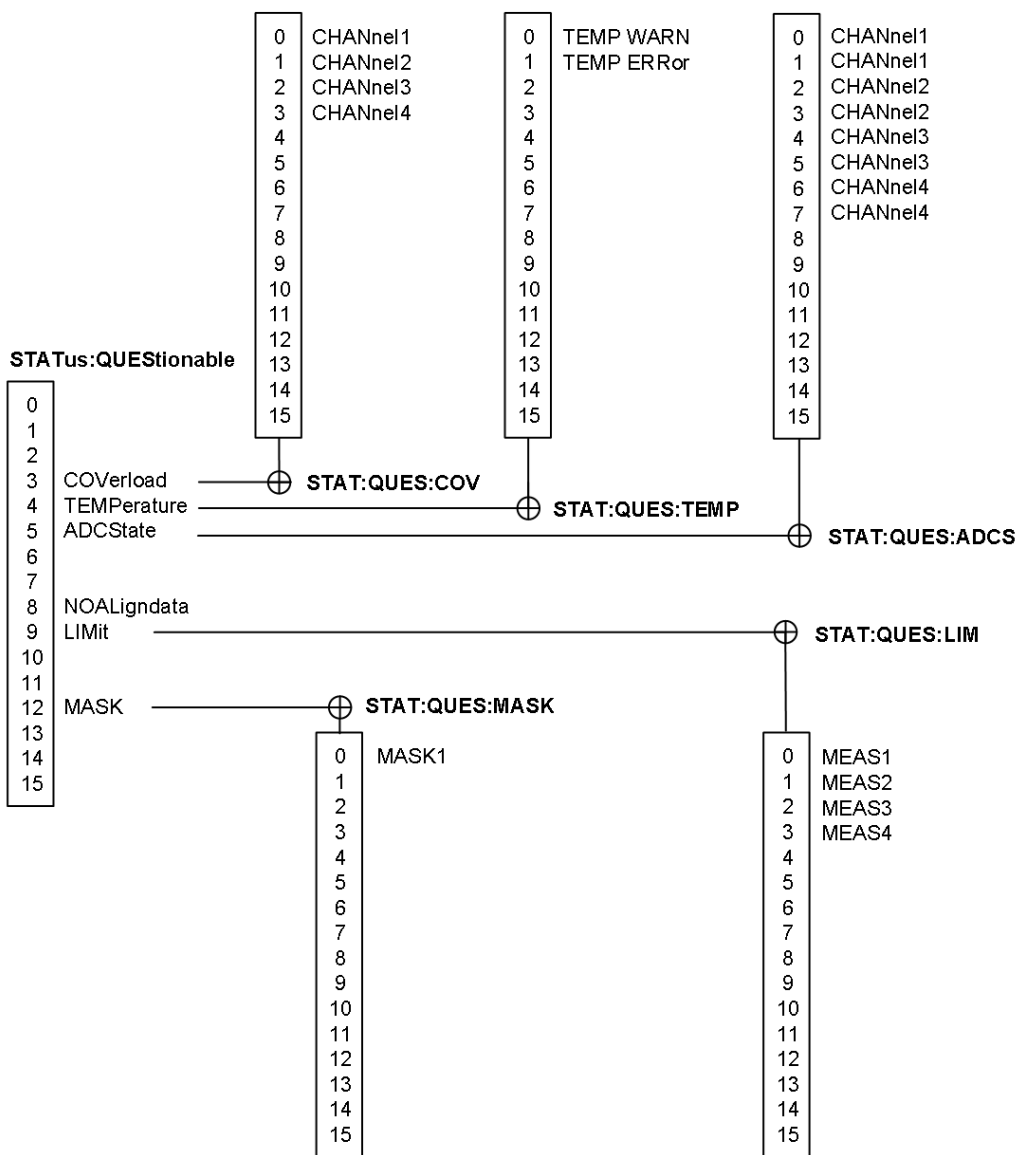 0 CHANnel1
1 CHANnel2
2 CHANnel3
3 CHANnel4
4
5
6
7
8
9
10
11
12
13
14
15
0 TEMP WARN
1 TEMP ERRor
2
3
4
5
6
7
8
9
10
11
12
13
14
15
0 CHANnel1
1 CHANnel1
2 CHANnel2
3 CHANnel2
4 CHANnel3
5 CHANnel3
6 CHANnel4
7 CHANnel4
8
9
10
11
12
13
14
15
STATus:QUEStionable
0
1
2
3 COVerload
4 TEMPerature
5 ADCState
6
7
8 NOALigndata
9 LIMit
10
11
12 MASK
13
14
15
STAT:QUES:COV
STAT:QUES:TEMP
STAT:QUES:ADCS
STAT:QUES:LIM
STAT:QUES:MASK
0 MASK1
1
2
3
4
5
6
7
8
9
10
11
12
13
14
15
0 MEAS1
1 MEAS2
2 MEAS3
3 MEAS4
4
5
6
7
8
9
10
11
12
13
14
15